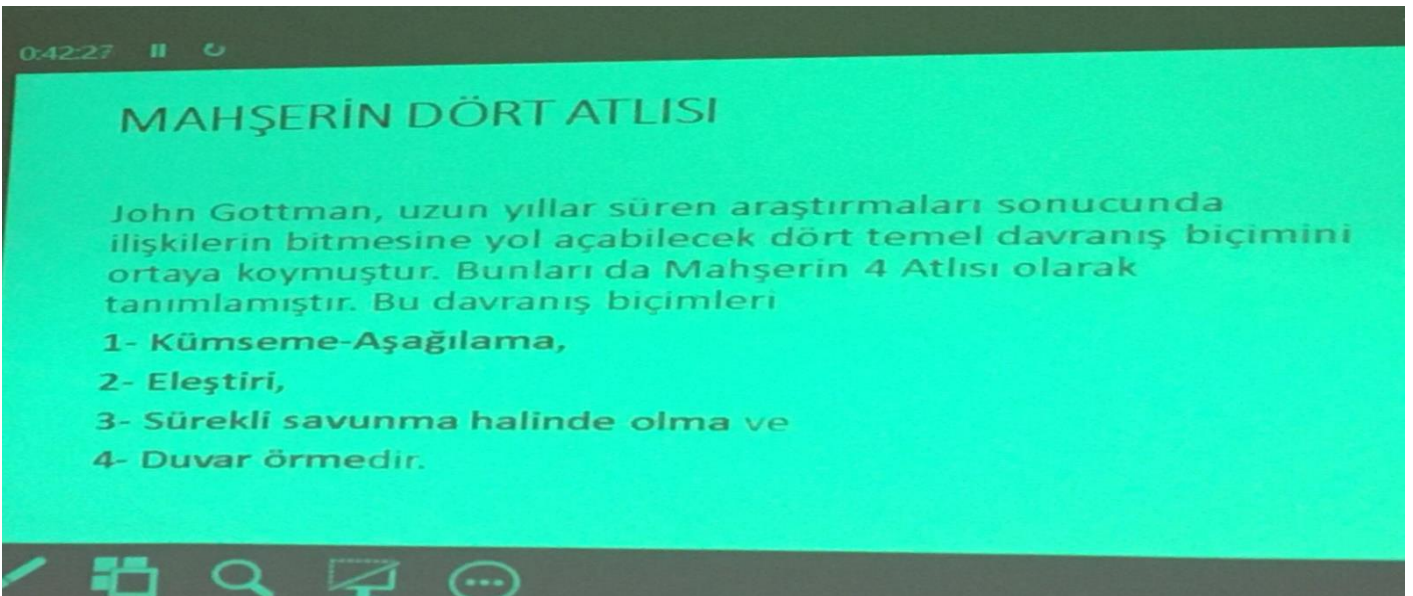 0:42:27
MAHŞERİN DÖRT ATLISI
John Gottman, uzun yıllar süren araştırmaları sonucunda
ilişkilerin bitmesine yol açabilecek dört temel davranış biçimini
ortaya koymuştur. Bunları da Mahşerin 4 Atlısı olarak
tanımlamıştır. Bu davranış biçimleri
1- Kümseme-Aşağılama,
2- Eleştiri,
3- Sürekli savunma halinde olma ve
4- Duvar örmedir.